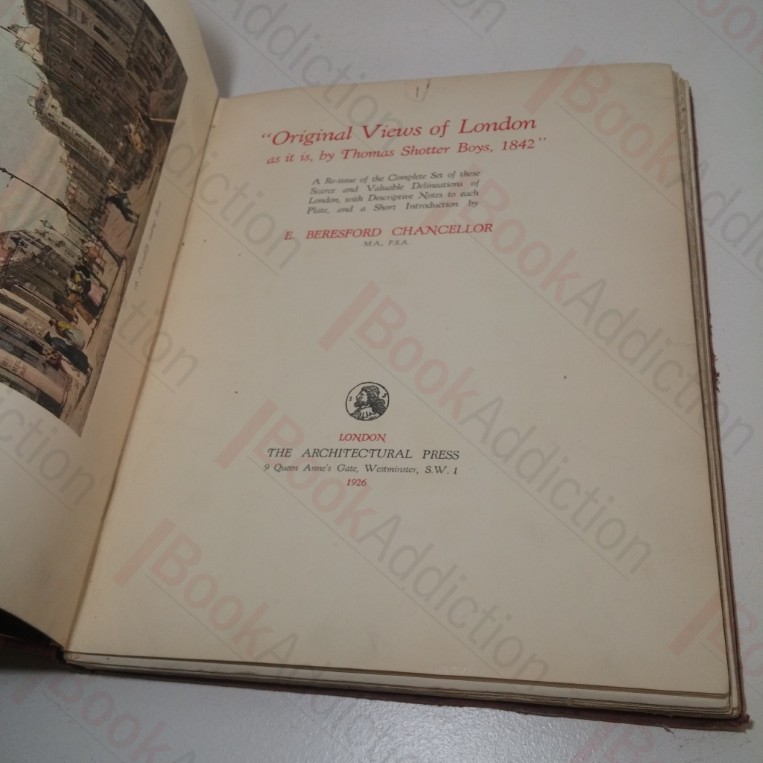 "Original Views of London
as it is, by Thomas Shotter Boys, 1842"
A Re-issue of the Complete Set of these
Scarce and Valuable Delineations of
London, with Descriptive Notes to each
Plate, and a Short Introduction by
E. BERESFORD CHANCELLOR
M.A., F.S.A.
LONDON
THE ARCHITECTURAL PRESS
9 Queen Anne's Gate, Westminster, S.W. 1
1926
BookAddiction